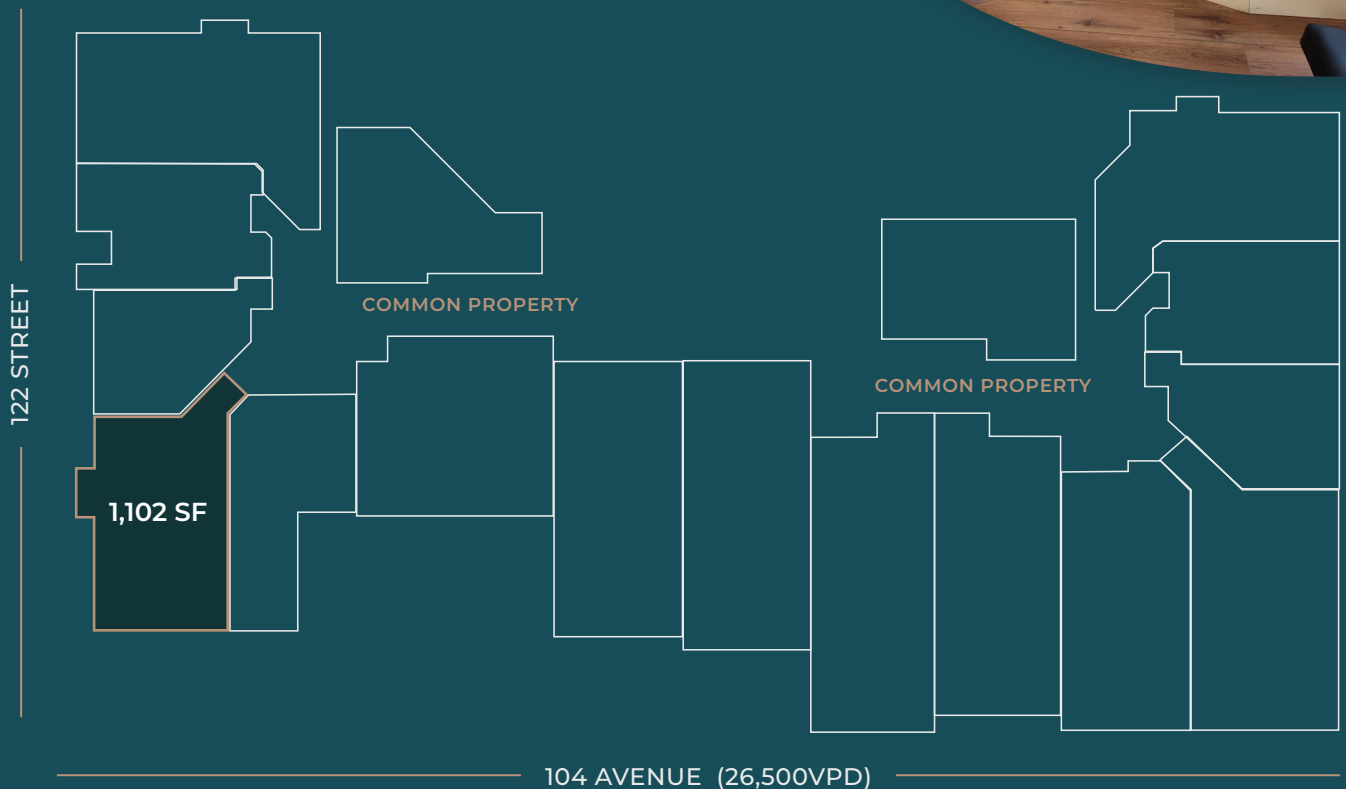 122 STREET
COMMON PROPERTY
COMMON PROPERTY
1,102 SF
104 AVENUE (26,500VPD)